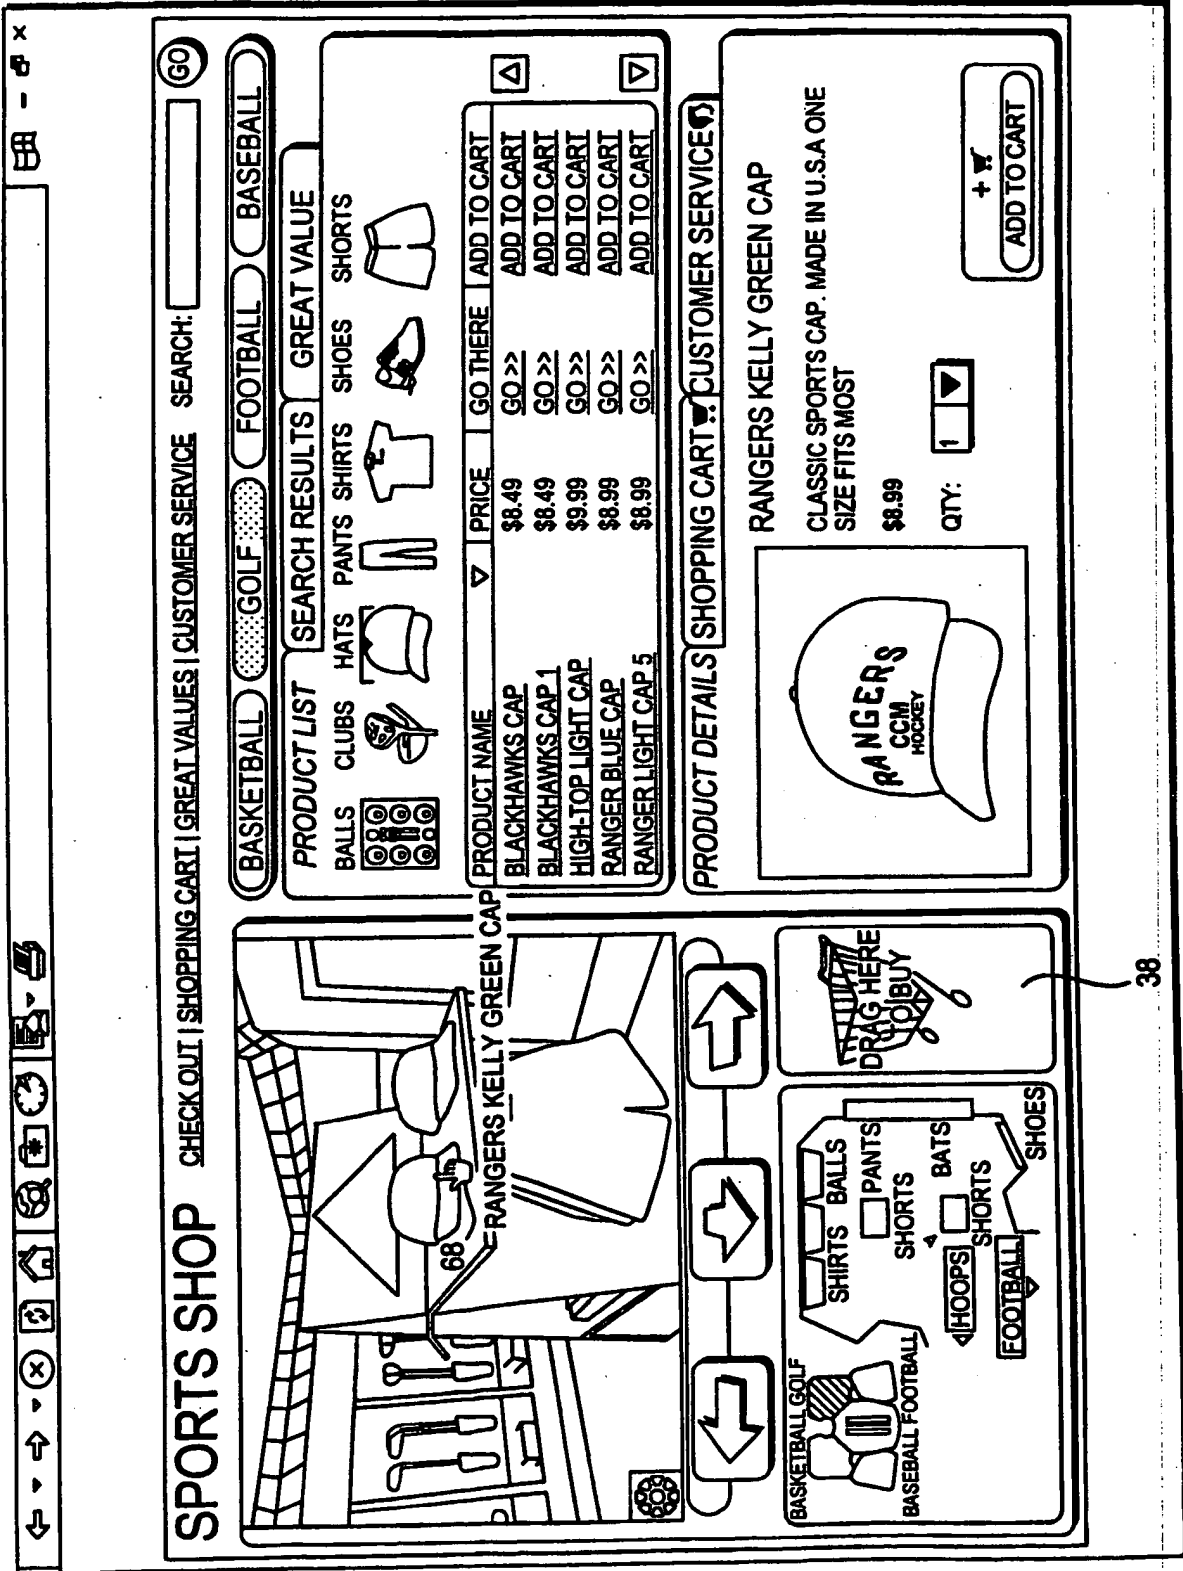 SPORTS SHOP
CHECK OUT | SHOPPING CART | GREAT VALUES | CUSTOMER SERVICE SEARCH: GO
BASKETBALL GOLF FOOTBALL BASEBALL
PRODUCT LIST SEARCH RESULTS GREAT VALUE
BALLS CLUBS HATS PANTS SHIRTS SHOES SHORTS
PRODUCT NAME PRICE GO THERE ADD TO CART
BLACKHAWKS CAP $8.49 GO >> ADD TO CART
BLACKHAWKS CAP 1 $8.49 GO >> ADD TO CART
HIGH-TOP LIGHT CAP $9.99 GO >> ADD TO CART
RANGER BLUE CAP $8.99 GO >> ADD TO CART
RANGER LIGHT CAP 5 $8.99 GO >> ADD TO CART
68
RANGERS KELLY GREEN CAP
PRODUCT DETAILS SHOPPING CART CUSTOMER SERVICE
RANGERS KELLY GREEN CAP
CLASSIC SPORTS CAP. MADE IN U.S.A ONE
SIZE FITS MOST
$8.99
QTY: 1
+
ADD TO CART
RANGERS
CCM
HOCKEY
BASKETBALL GOLF
BASEBALL FOOTBALL
SHIRTS BALLS
PANTS
SHORTS
BATS
HOOPS
SHORTS
FOOTBALL
SHOES
DRAG HERE
TO BUY
38